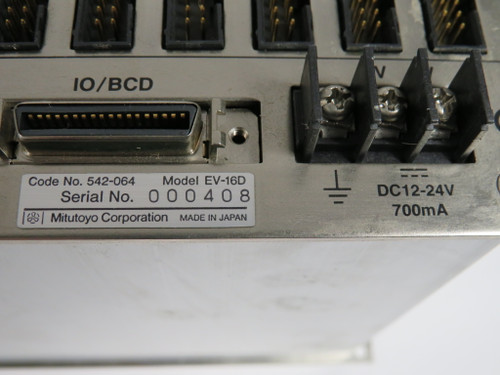 IO/BCD
Code No. 542-064 Model EV-16D
Serial No. 000408
Mitutoyo Corporation MADE IN JAPAN
DC12-24V
700mA